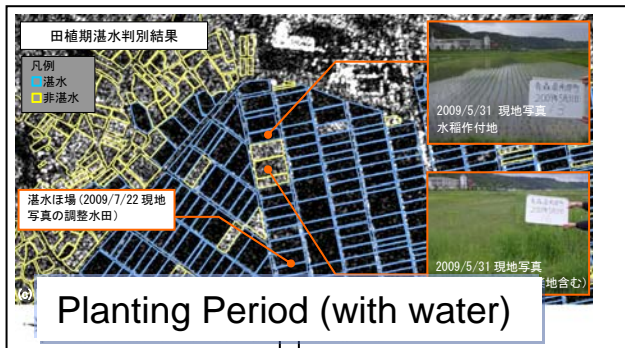 田植期湛水判別結果
凡例
湛水
非湛水
2009/5/31 現地写真
水稲作付地
湛水ほ場(2009/7/22 現地
写真の調整水田)
2009/5/31 現地写真
地含む)
(c)
Planting Period (with water)